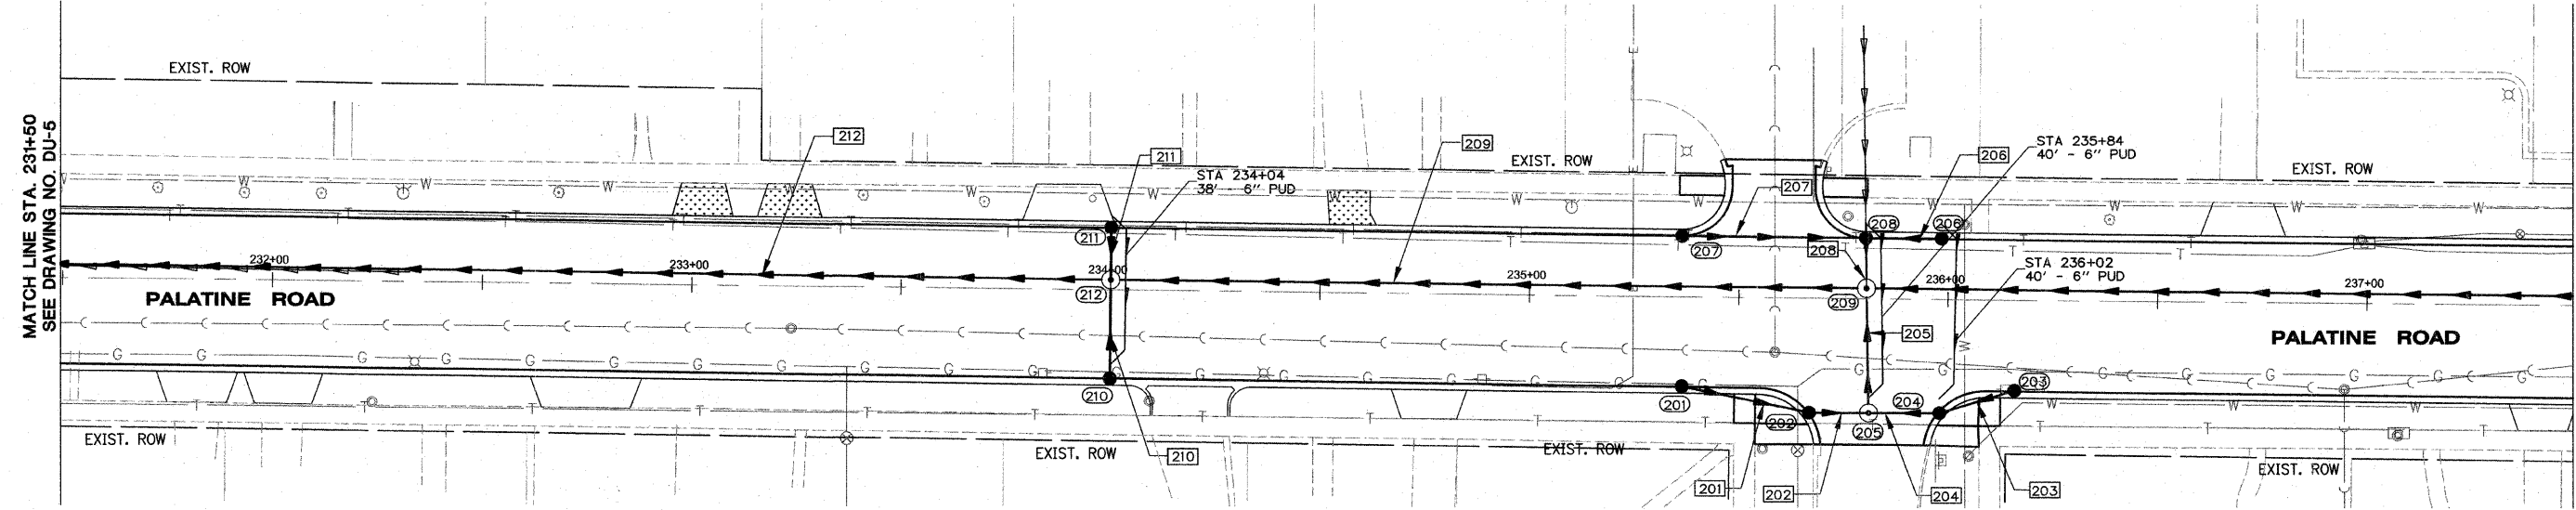 EXIST. ROW
MATCH LINE STA. 231+50
SEE DRAWING NO. DU-5
212
211
209
STA 234+04
38' - 6" PUD
EXIST. ROW
STA 235+84
40' - 6" PUD
206
EXIST. ROW
207
211
207
208
206
208
232+00
233+00
234+00
235+00
236+00
237+00
STA 236+02
40' - 6" PUD
PALATINE ROAD
212
209
205
PALATINE ROAD
210
201
202
205
204
203
EXIST. ROW
EXIST. ROW
210
EXIST. ROW
EXIST. ROW
201
202
204
203